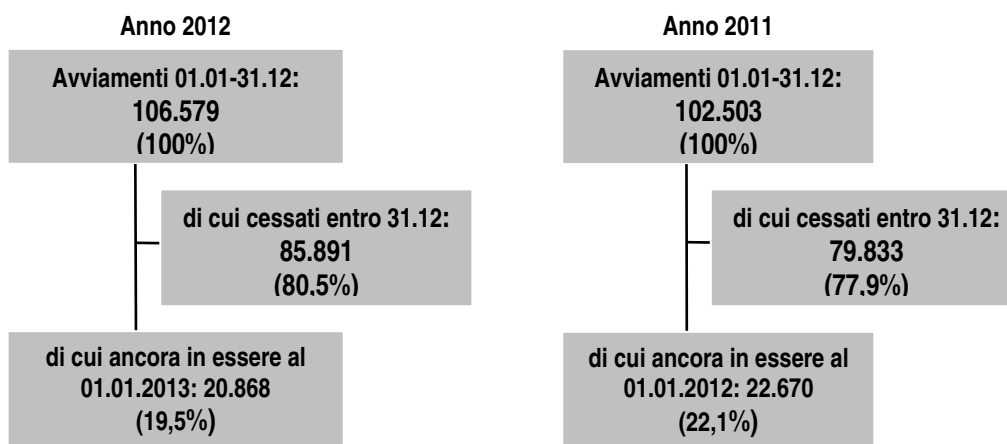 Anno 2012
Avviamenti 01.01-31.12:
106.579
(100%)
di cui cessati entro 31.12:
85.891
(80,5%)
di cui ancora in essere al
01.01.2013: 20.868
(19,5%)
Anno 2011
Avviamenti 01.01-31.12:
102.503
(100%)
di cui cessati entro 31.12:
79.833
(77,9%)
di cui ancora in essere al
01.01.2012: 22.670
(22,1%)